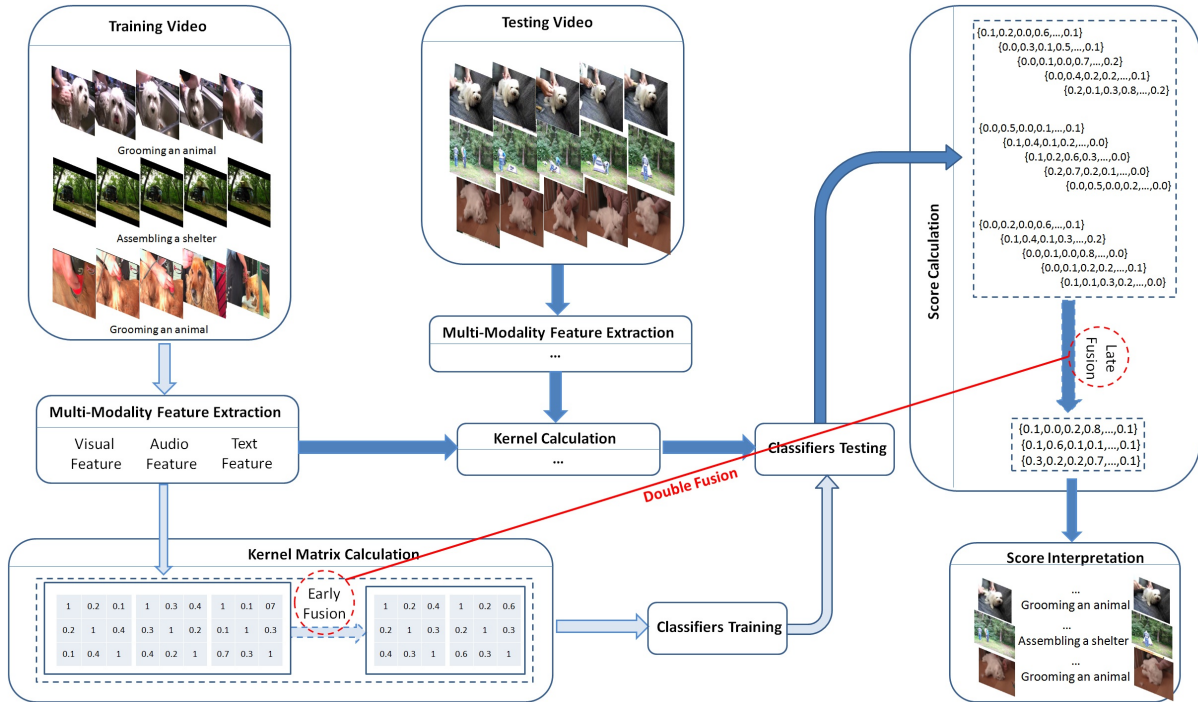 Training Video
Grooming an animal
Assembling a shelter
Grooming an animal
Testing Video
Multi-Modality Feature Extraction
...
Multi-Modality Feature Extraction
Visual Feature
Audio Feature
Text Feature
Kernel Calculation
...
Classifiers Testing
Double Fusion
Kernel Matrix Calculation
1 0.2 0.1 1 0.3 0.4 1 0.1 07
0.2 1 0.4 0.3 1 0.2 0.1 1 0.3
0.1 0.4 1 0.4 0.2 1 0.7 0.3 1
Early
Fusion
1 0.2 0.4 1 0.2 0.6
0.2 1 0.3 0.2 1 0.3
0.4 0.3 1 0.6 0.3 1
Classifiers Training
Score Calculation
{0.1,0.2,0.0,0.6,...,0.1}
{0.0,0.3,0.1,0.5,...,0.1}
{0.0,0.1,0.0,0.7,...,0.2}
{0.0,0.4,0.2,0.2,...,0.1}
{0.2,0.1,0.3,0.8,...,0.2}
{0.0,0.5,0.0,0.1,...,0.1}
{0.1,0.4,0.1,0.2,...,0.0}
{0.1,0.2,0.6,0.3,...,0.0}
{0.2,0.7,0.2,0.1,...,0.0}
{0.0,0.5,0.0,0.2,...,0.0}
{0.0,0.2,0.0,0.6,...,0.1}
{0.1,0.4,0.1,0.3,...,0.2}
{0.0,0.1,0.0,0.8,...,0.0}
{0.0,0.1,0.2,0.2,...,0.1}
{0.1,0.1,0.3,0.2,...,0.0}
Late
Fusion
{0.1,0.0,0.2,0.8,...,0.1}
{0.1,0.6,0.1,0.1,...,0.1}
{0.3,0.2,0.2,0.7,...,0.1}
Score Interpretation
...
Grooming an animal
...
Assembling a shelter
...
Grooming an animal